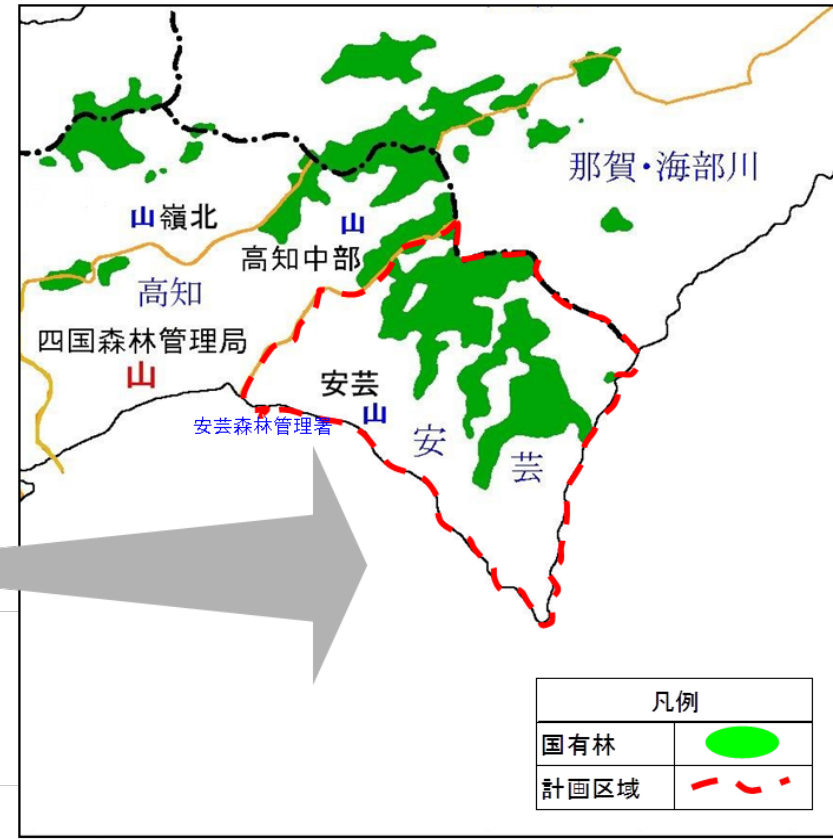 那賀・海部川
山嶺北
山
高知中部
高知
四国森林管理局
山
安芸
山
安芸森林管理署
安
芸
凡例
国有林
計画区域